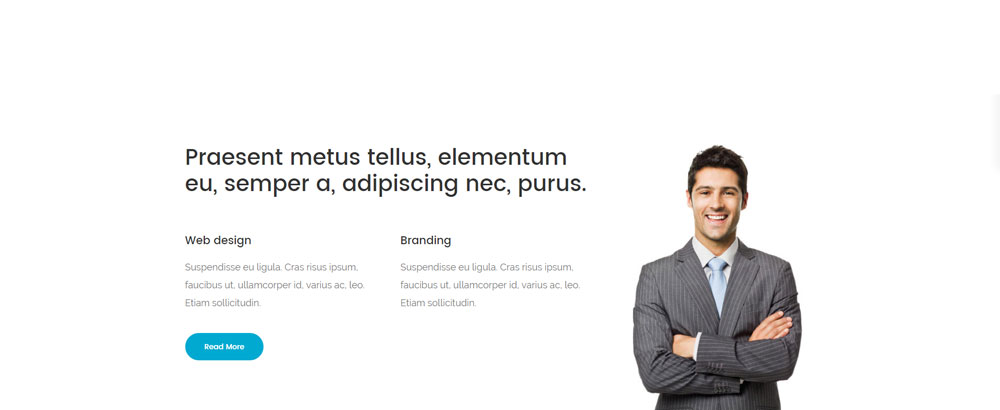 Praesent metus tellus, elementum
eu, semper a, adipiscing nec, purus.
Web design
Suspendisse eu ligula. Cras risus ipsum,
faucibus ut, ullamcorper id, varius ac, leo.
Etiam sollicitudin.
Branding
Suspendisse eu ligula. Cras risus ipsum,
faucibus ut, ullamcorper id, varius ac, leo.
Etiam sollicitudin.
Read More